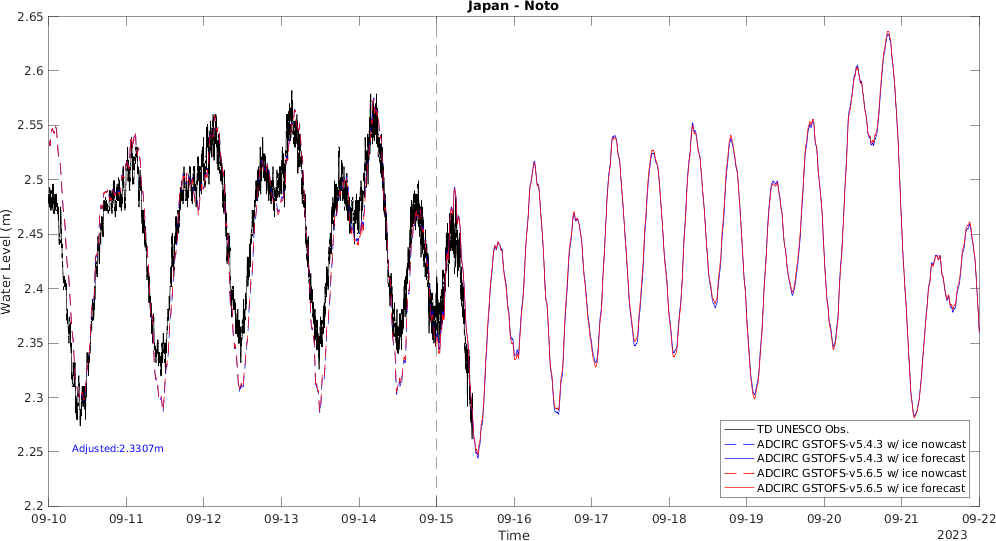 Japan - Noto
2.65
2.6
2.55
2.5
2.45
2.4
2.35
2.3
2.25
2.2
Water Level (m)
Adjusted:2.3307m
TD UNESCO Obs.
ADCIRC GSTOFS-v5.4.3 w/ ice nowcast
ADCIRC GSTOFS-v5.4.3 w/ ice forecast
ADCIRC GSTOFS-v5.6.5 w/ ice nowcast
ADCIRC GSTOFS-v5.6.5 w/ ice forecast
09-10 09-11 09-12 09-13 09-14 09-15 09-16 09-17 09-18 09-19 09-20 09-21 09-22
Time
2023